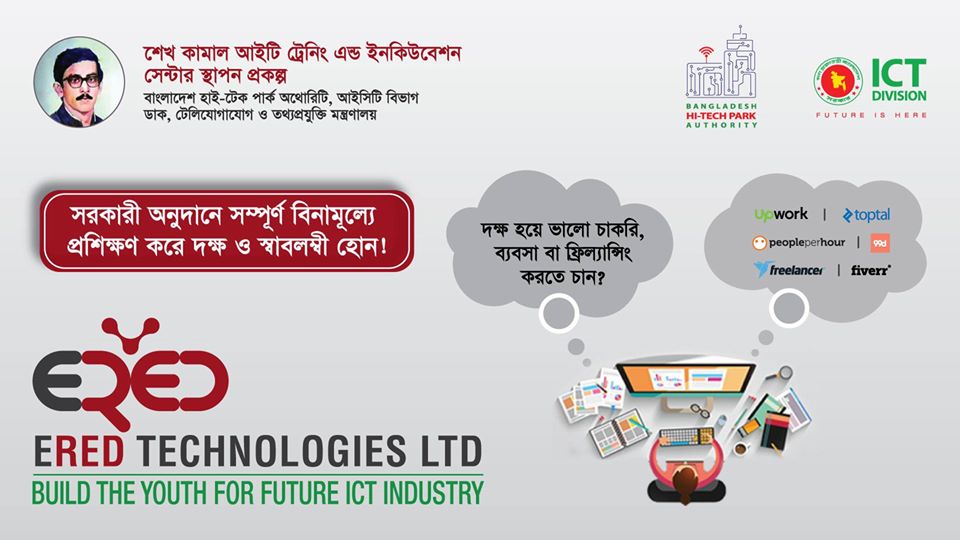 শেখ কামাল আইটি ট্রেনিং এন্ড ইনকিউবেশন
সেন্টার স্থাপন প্রকল্প
বাংলাদেশ হাই-টেক পার্ক অথোরিটি, আইসিটি বিভাগ
ডাক, টেলিযোগাযোগ ও তথ্যপ্রযুক্তি মন্ত্রণালয়
BANGLADESH
HI-TECH PARK
AUTHORITY
ICT
DIVISION
FUTURE IS HERE
সরকারী অনুদানে সম্পূর্ণ বিনামূল্যে
প্রশিক্ষণ করে দক্ষ ও স্বাবলম্বী হোন!
দক্ষ হয়ে ভালো চাকরি,
ব্যবসা বা ফ্রিল্যান্সিং
করতে চান?
upwork | toptal
peopleperhour | 99d
freelancer | fiverr
ERED
ERED TECHNOLOGIES LTD
BUILD THE YOUTH FOR FUTURE ICT INDUSTRY